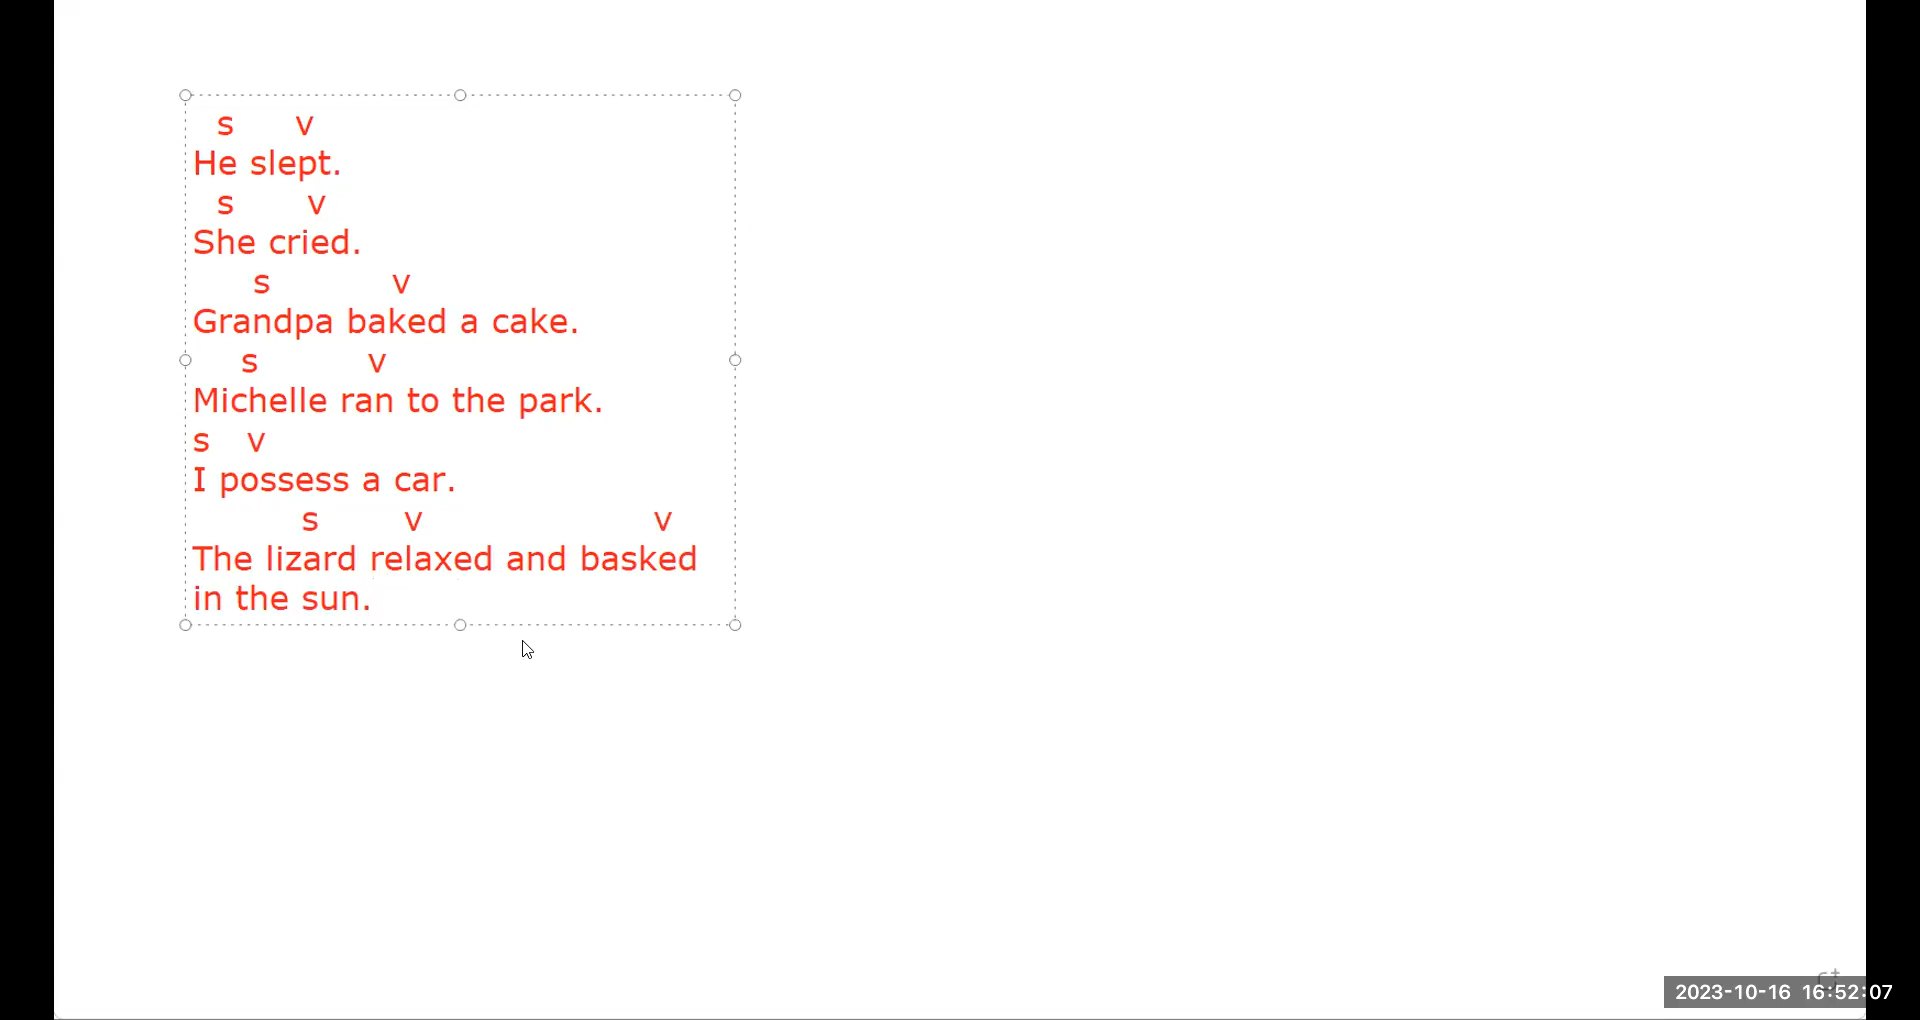 s v
He slept.
s v
She cried.
s v
Grandpa baked a cake.
s v
Michelle ran to the park.
s v
I possess a car.
s v v
The lizard relaxed and basked
in the sun.
2023-10-16 16:52:07